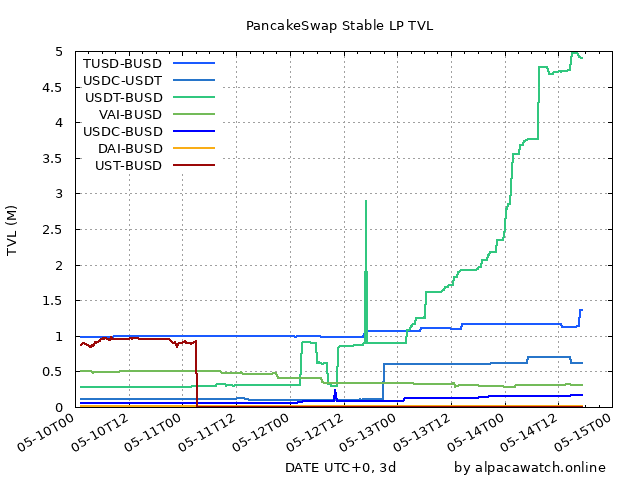 PancakeSwap Stable LP TVL
TVL (M)
5
4.5
4
3.5
3
2.5
2
1.5
1
0.5
0
TUSD-BUSD
USDC-USDT
USDT-BUSD
VAI-BUSD
USDC-BUSD
DAI-BUSD
UST-BUSD
05-10T00
05-10T12
05-11T00
05-11T12
05-12T00
05-12T12
05-13T00
05-13T12
05-14T00
05-14T12
05-15T00
DATE UTC+0, 3d
by alpacawatch.online